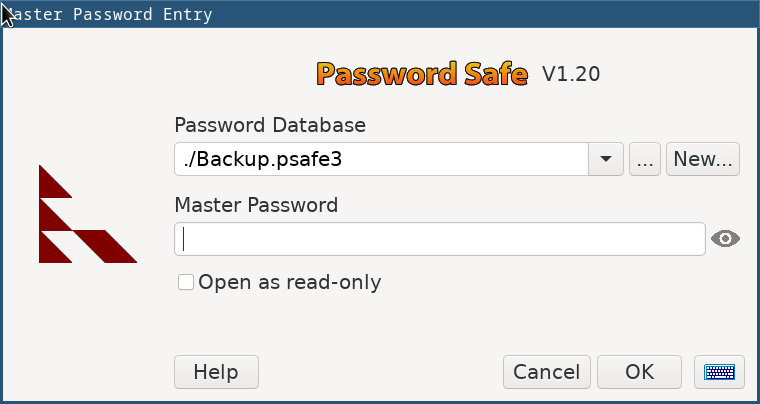 aster Password Entry
Password Safe V1.20
Password Database
./Backup.psafe3
...
New...
Master Password
Open as read-only
Help
Cancel
OK